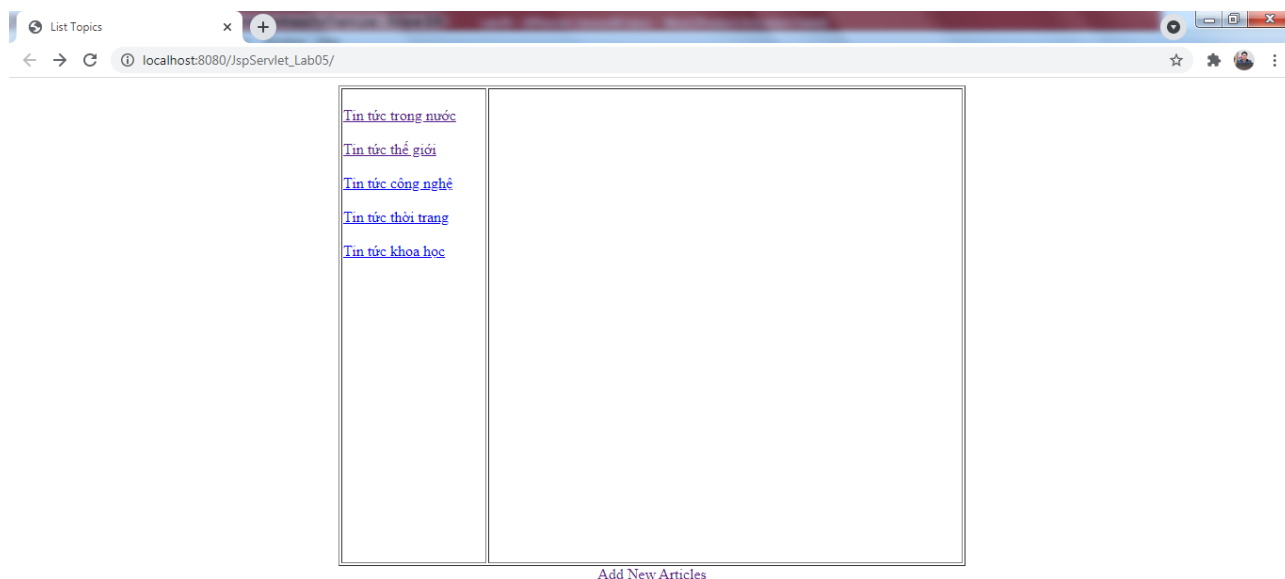 List Topics
localhost:8080/JspServlet_Lab05/
Tin tức trong nước
Tin tức thế giới
Tin tức công nghệ
Tin tức thời trang
Tin tức khoa học
Add New Articles